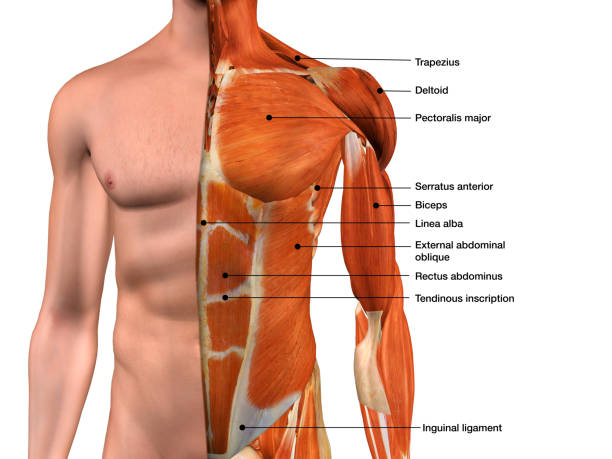 Trapezius
Deltoid
Pectoralis major
Serratus anterior
Biceps
Linea alba
External abdominal
oblique
Rectus abdominus
Tendinous inscription
Inguinal ligament